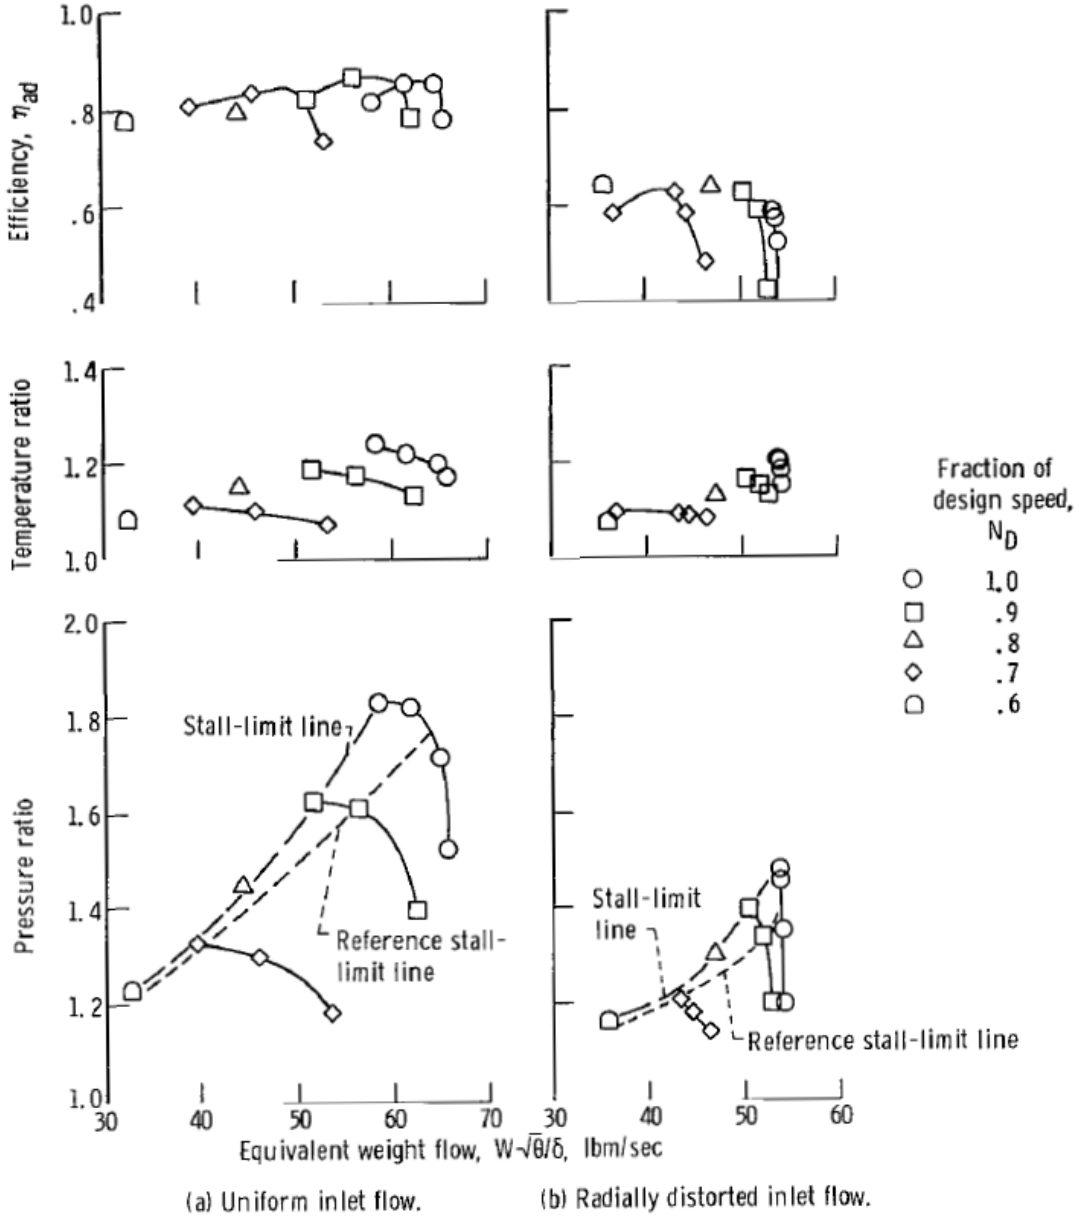 1.0
.8
.6
.4
Efficiency, ηad
1.4
1.2
1.0
Temperature ratio
Fraction of
design speed,
ND
1.0
.9
.8
.7
.6
2.0
1.8
1.6
1.4
1.2
1.0
Pressure ratio
Stall-limit line
Reference stall-
limit line
Stall-limit
line
Reference stall-limit line
30 40 50 60 70
30 40 50 60
Equivalent weight flow, W√θ/δ, lbm/sec
(a) Uniform inlet flow.
(b) Radially distorted inlet flow.